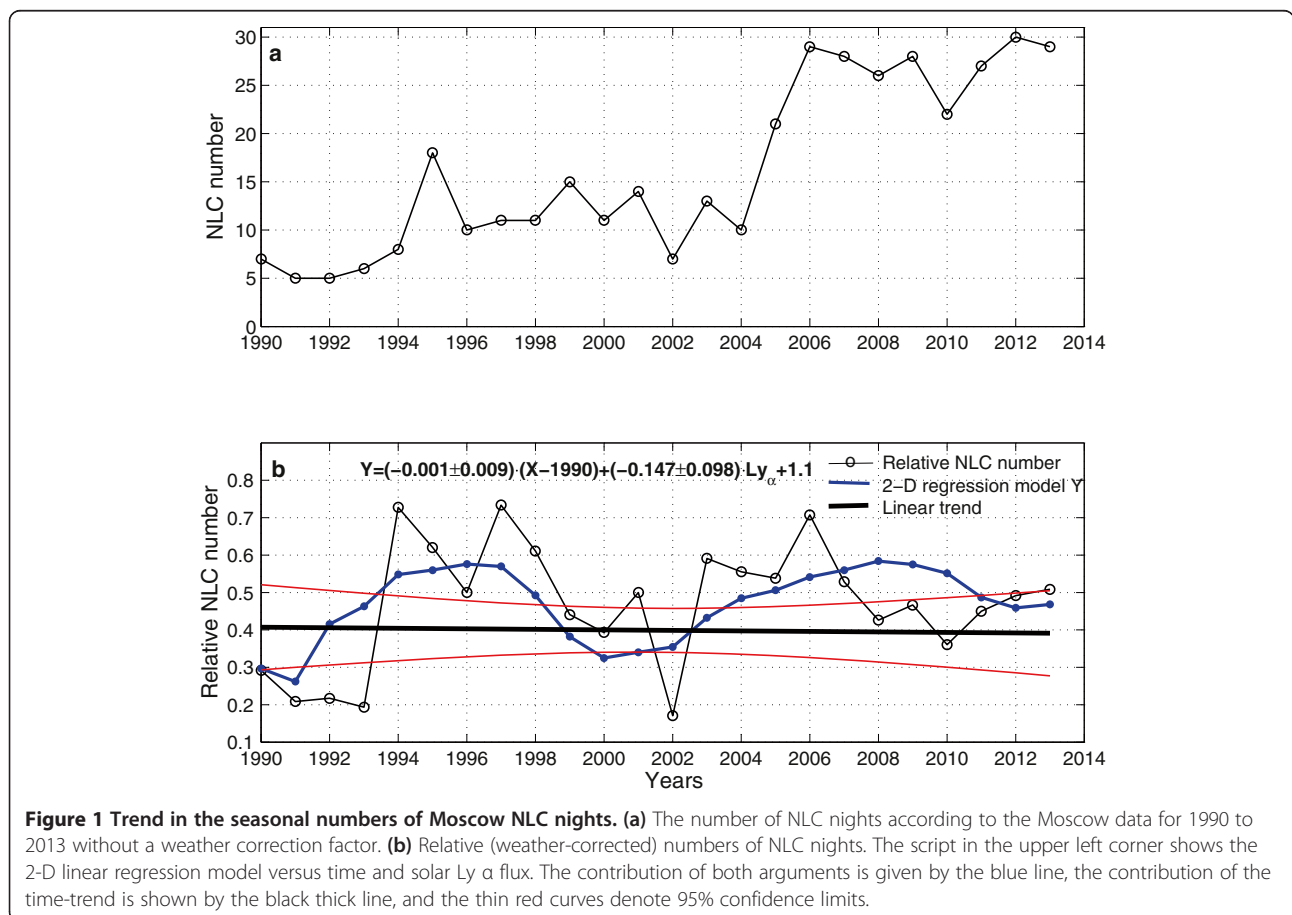 a
NLC number
30
25
20
15
10
5
0
1990 1992 1994 1996 1998 2000 2002 2004 2006 2008 2010 2012 2014
b
Y=(−0.001±0.009)·(X−1990)+(−0.147±0.098)·Lyα+1.1
Relative NLC number
2−D regression model Y
Linear trend
Relative NLC number
0.8
0.7
0.6
0.5
0.4
0.3
0.2
0.1
1990 1992 1994 1996 1998 2000 2002 2004 2006 2008 2010 2012 2014
Years
Figure 1 Trend in the seasonal numbers of Moscow NLC nights. (a) The number of NLC nights according to the Moscow data for 1990 to
2013 without a weather correction factor. (b) Relative (weather-corrected) numbers of NLC nights. The script in the upper left corner shows the
2-D linear regression model versus time and solar Ly α flux. The contribution of both arguments is given by the blue line, the contribution of the
time-trend is shown by the black thick line, and the thin red curves denote 95% confidence limits.